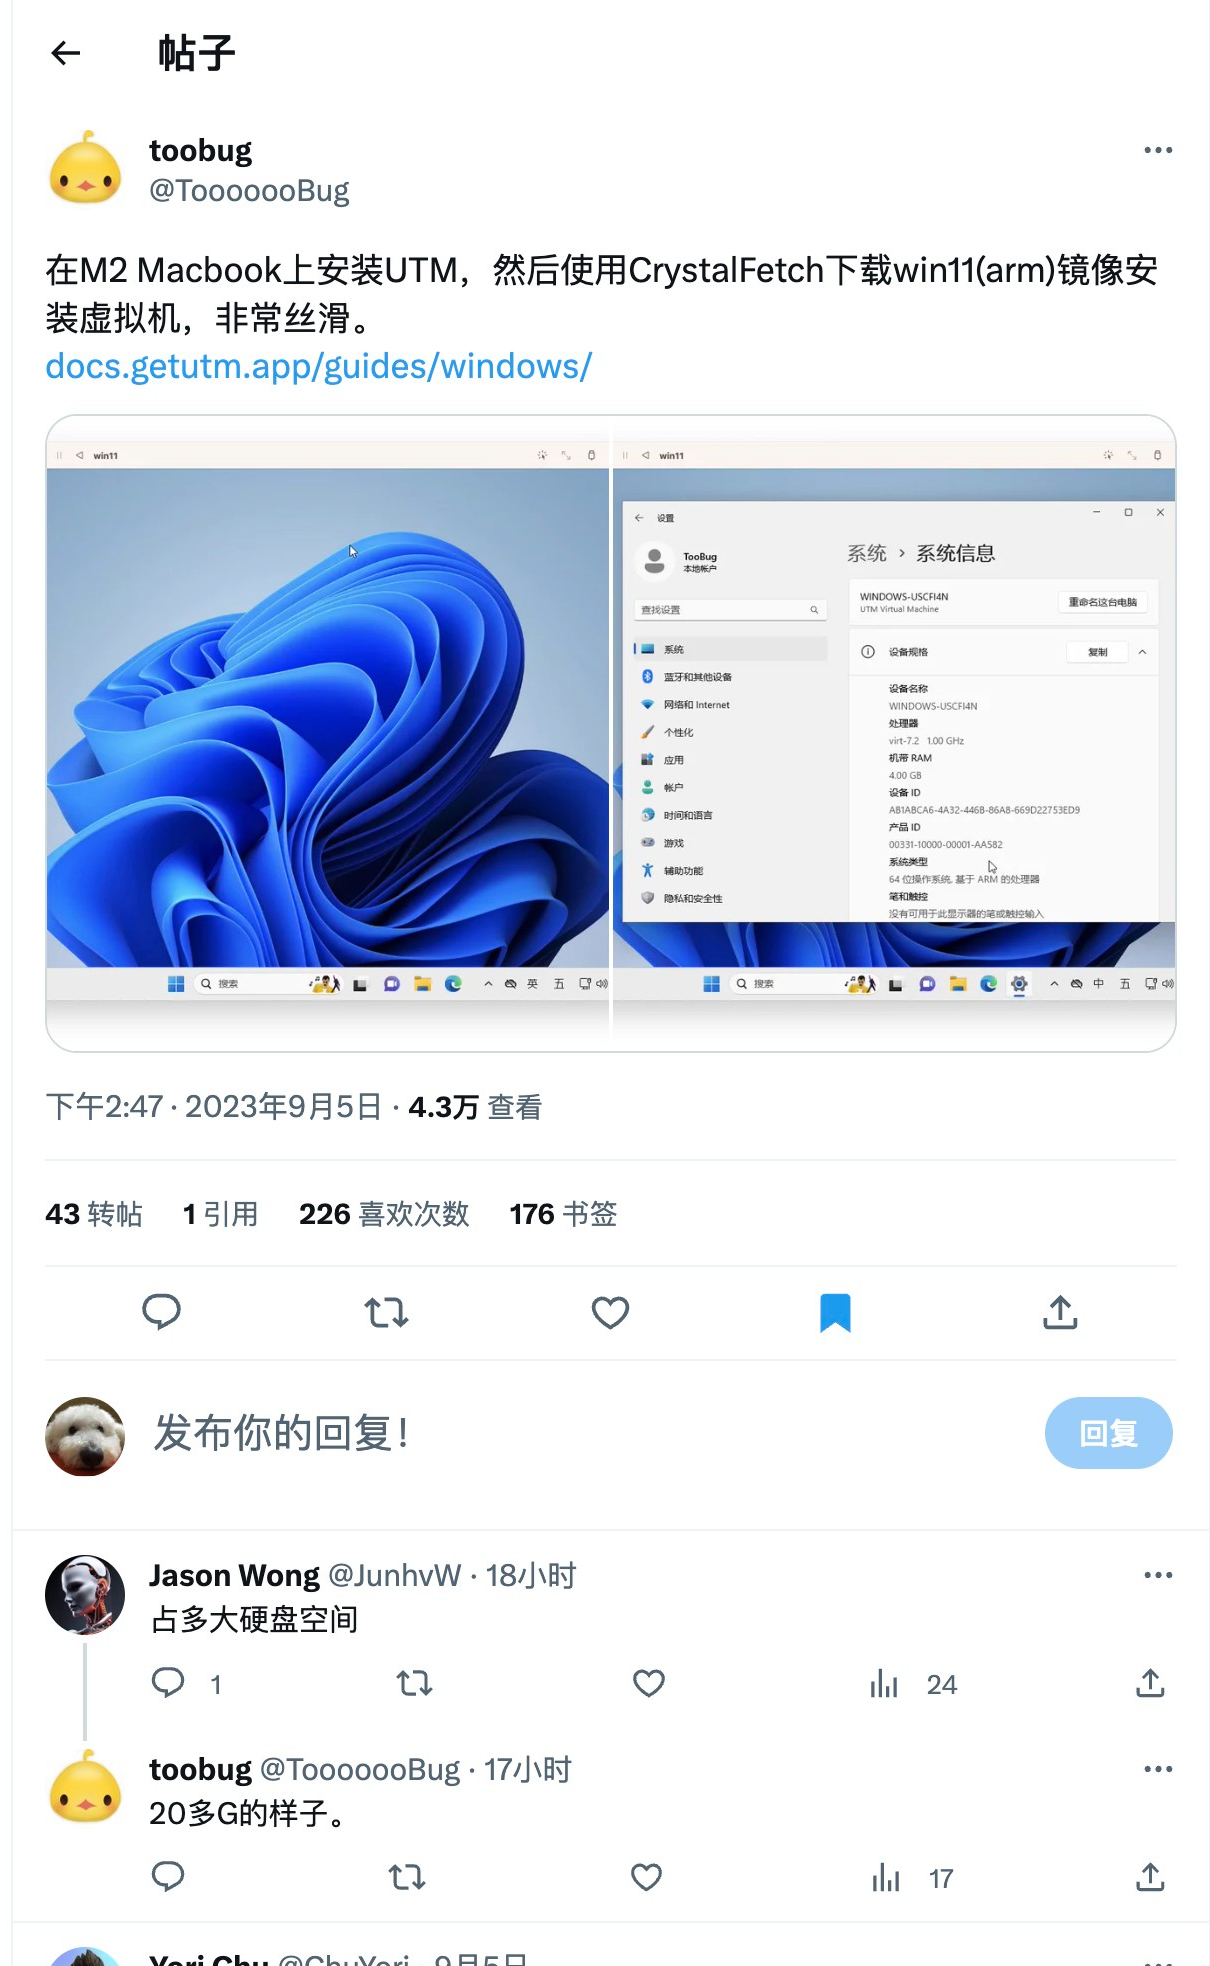 帖子
toobug
@TooooooBug
在M2 Macbook上安装UTM，然后使用CrystalFetch下载win11(arm)镜像安
装虚拟机，非常丝滑。
docs.getutm.app/guides/windows/
win11
搜索
英
五
win11
设置
TooBug
本地帐户
查找设置
系统
蓝牙和其他设备
网络和 Internet
个性化
应用
帐户
时间和语言
游戏
辅助功能
隐私和安全性
系统 › 系统信息
WINDOWS-USCFI4N
UTM Virtual Machine
重命名这台电脑
设备规格
复制
设备名称
WINDOWS-USCFI4N
处理器
virt-7.2 1.00 GHz
机带 RAM
4.00 GB
设备 ID
AB1ABCA6-4A32-446B-86A8-669D22753ED9
产品 ID
00331-10000-00001-AA582
系统类型
64 位操作系统, 基于 ARM 的处理器
笔和触控
没有可用于此显示器的笔或触控输入
搜索
中
五
下午2:47 · 2023年9月5日 · 4.3万 查看
43 转帖 1 引用 226 喜欢次数 176 书签
发布你的回复！
回复
Jason Wong @JunhvW · 18小时
占多大硬盘空间
1
24
toobug @TooooooBug · 17小时
20多G的样子。
17
Yori Chu @ChuYori · 9月5日